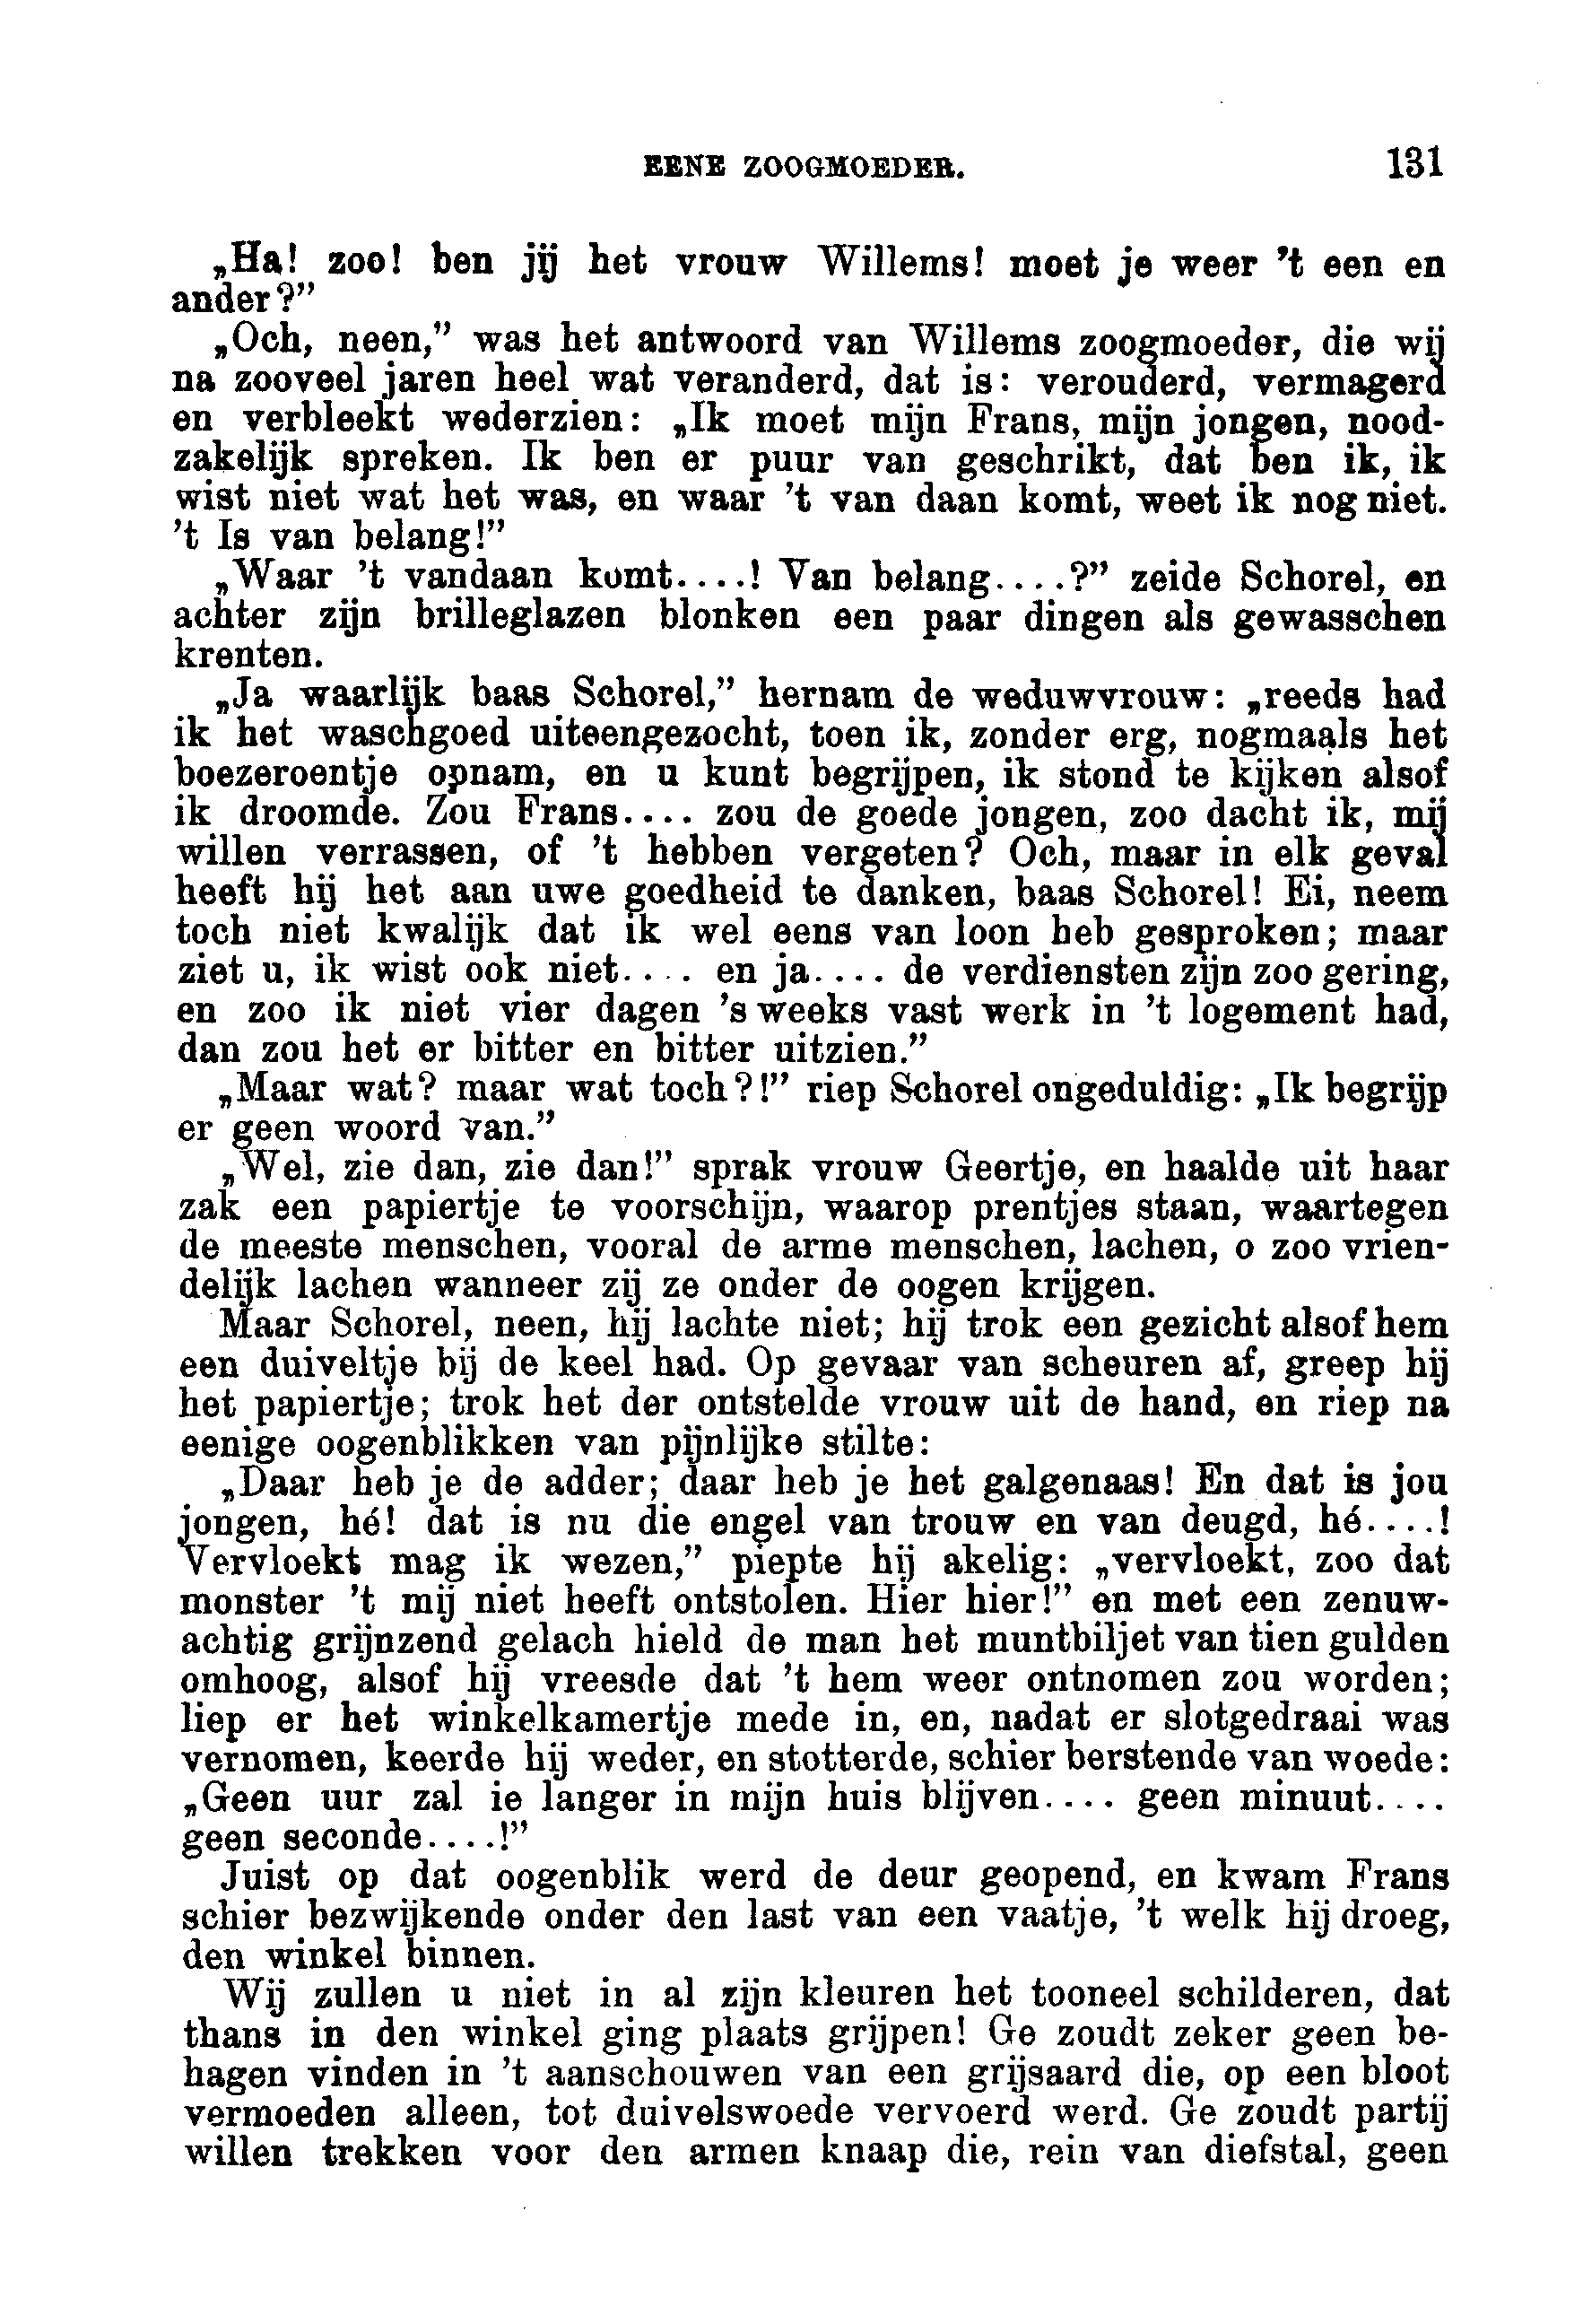 EENE ZOOGMOEDER. 131
„Ha! zoo! ben jij het vrouw Willems! moet je weer 't een en
ander?”
„Och, neen,” was het antwoord van Willems zoogmoeder, die wij
na zooveel jaren heel wat veranderd, dat is: verouderd, vermagerd
en verbleekt wederzien: „Ik moet mijn Frans, mijn jongen, nood-
zakelijk spreken. Ik ben er puur van geschrikt, dat ben ik, ik
wist niet wat het was, en waar 't van daan komt, weet ik nog niet.
't Is van belang!”
„Waar 't vandaan komt....! Van belang....?” zeide Schorel, en
achter zijn brilleglazen blonken een paar dingen als gewasschen
krenten.
„Ja waarlijk baas Schorel,” hernam de weduwvrouw: „reeds had
ik het waschgoed uiteengezocht, toen ik, zonder erg, nogmaals het
boezeroentje opnam, en u kunt begrijpen, ik stond te kijken alsof
ik droomde. Zou Frans.... zou de goede jongen, zoo dacht ik, mij
willen verrassen, of 't hebben vergeten? Och, maar in elk geval
heeft hij het aan uwe goedheid te danken, baas Schorel! Ei, neem
toch niet kwalijk dat ik wel eens van loon heb gesproken; maar
ziet u, ik wist ook niet.... en ja.... de verdiensten zijn zoo gering,
en zoo ik niet vier dagen 's weeks vast werk in 't logement had,
dan zou het er bitter en bitter uitzien.”
„Maar wat? maar wat toch?!” riep Schorel ongeduldig: „Ik begrijp
er geen woord van.”
„Wel, zie dan, zie dan!” sprak vrouw Geertje, en haalde uit haar
zak een papiertje te voorschijn, waarop prentjes staan, waartegen
de meeste menschen, vooral de arme menschen, lachen, o zoo vrien-
delijk lachen wanneer zij ze onder de oogen krijgen.
Maar Schorel, neen, hij lachte niet; hij trok een gezicht alsof hem
een duiveltje bij de keel had. Op gevaar van scheuren af, greep hij
het papiertje; trok het der ontstelde vrouw uit de hand, en riep na
eenige oogenblikken van pijnlijke stilte:
„Daar heb je de adder; daar heb je het galgenaas! En dat is jou
jongen, hé! dat is nu die engel van trouw en van deugd, hé....!
Vervloekt mag ik wezen,” piepte hij akelig: „vervloekt, zoo dat
monster 't mij niet heeft ontstolen. Hier hier!” en met een zenuw-
achtig grijnzend gelach hield de man het muntbiljet van tien gulden
omhoog, alsof hij vreesde dat 't hem weer ontnomen zou worden;
liep er het winkelkamertje mede in, en, nadat er slotgedraai was
vernomen, keerde hij weder, en stotterde, schier berstende van woede:
„Geen uur zal ie langer in mijn huis blijven.... geen minuut....
geen seconde....!”
Juist op dat oogenblik werd de deur geopend, en kwam Frans
schier bezwijkende onder den last van een vaatje, 't welk hij droeg,
den winkel binnen.
Wij zullen u niet in al zijn kleuren het tooneel schilderen, dat
thans in den winkel ging plaats grijpen! Ge zoudt zeker geen be-
hagen vinden in 't aanschouwen van een grijsaard die, op een bloot
vermoeden alleen, tot duivelswoede vervoerd werd. Ge zoudt partij
willen trekken voor den armen knaap die, rein van diefstal, geen